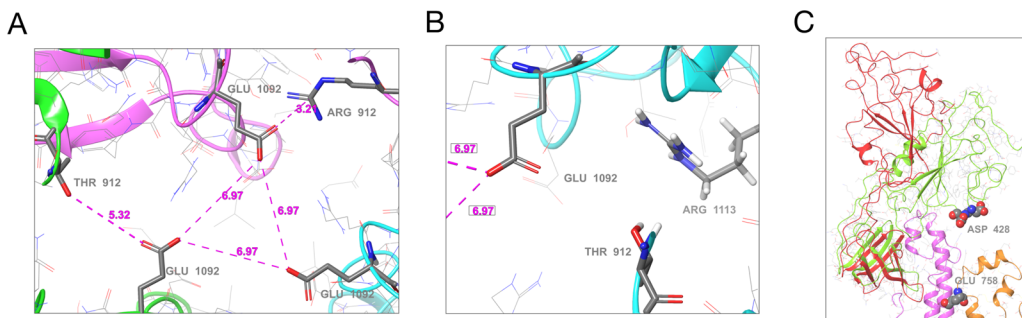 A
GLU 1092
3.2
ARG 912
THR 912
5.32
6.97
6.97
6.97
GLU 1092
GLU 1092
B
6.97
6.97
GLU 1092
ARG 1113
THR 912
C
ASP 428
GLU 758